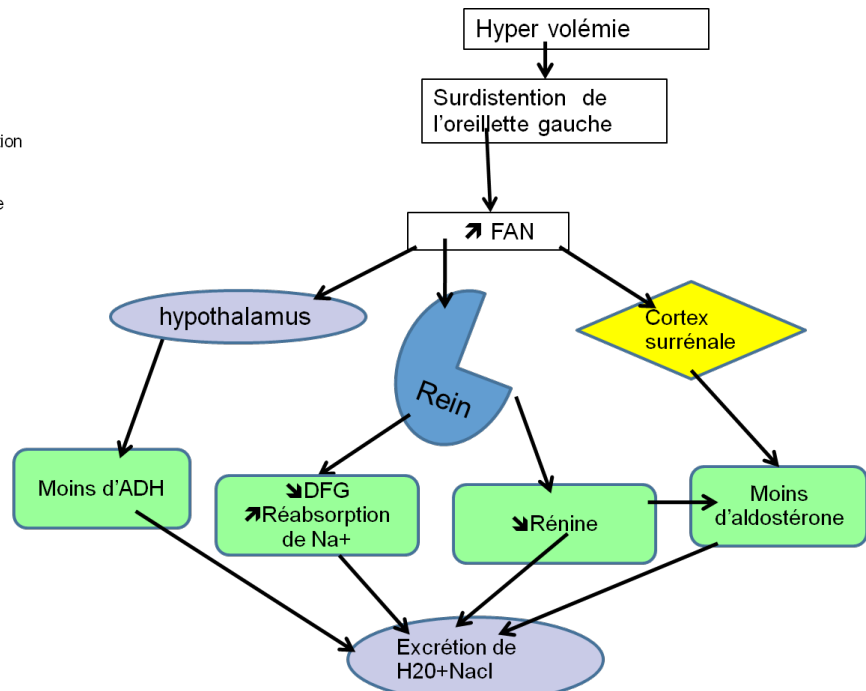 Hyper volémie
Surdistention de
l'oreillette gauche
tion
e
↗ FAN
hypothalamus
Cortex
surrénale
Rein
Moins d'ADH
↘DFG
↗Réabsorption
de Na+
↘Rénine
Moins
d'aldostérone
Excrétion de
H20+Nacl